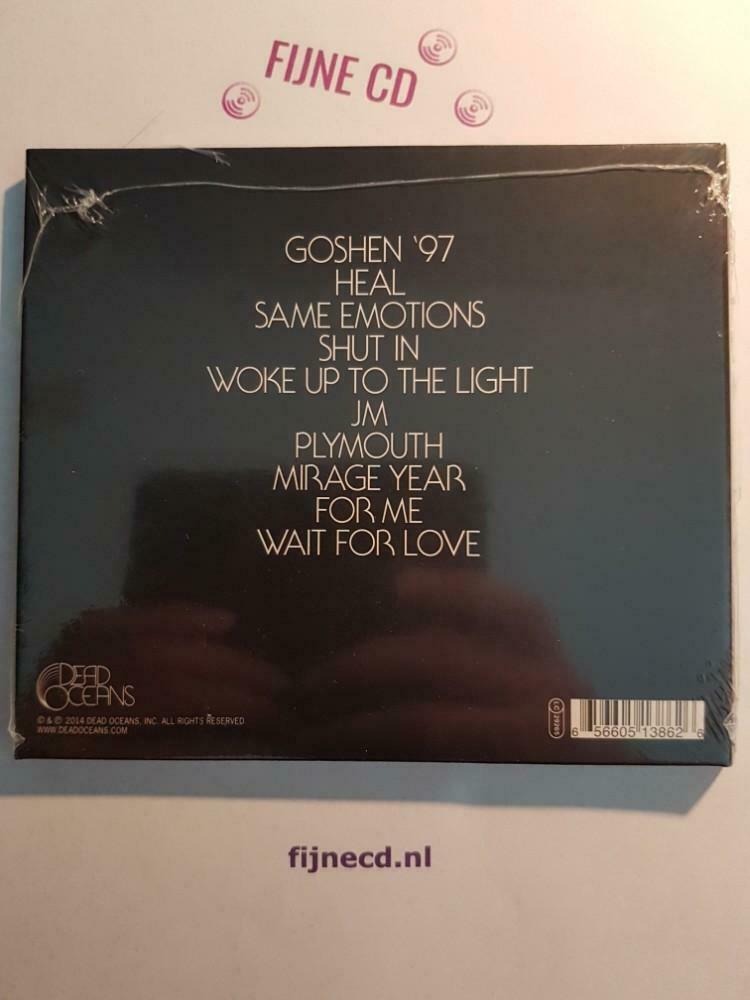 FIJNE CD
GOSHEN '97
HEAL
SAME EMOTIONS
SHUT IN
WOKE UP TO THE LIGHT
JM
PLYMOUTH
MIRAGE YEAR
FOR ME
WAIT FOR LOVE
DEAD
OCEANS
© & ℗ 2014 DEAD OCEANS, INC. ALL RIGHTS RESERVED
WWW.DEADOCEANS.COM
LC 29265
6 56605 13862 6
fijnecd.nl